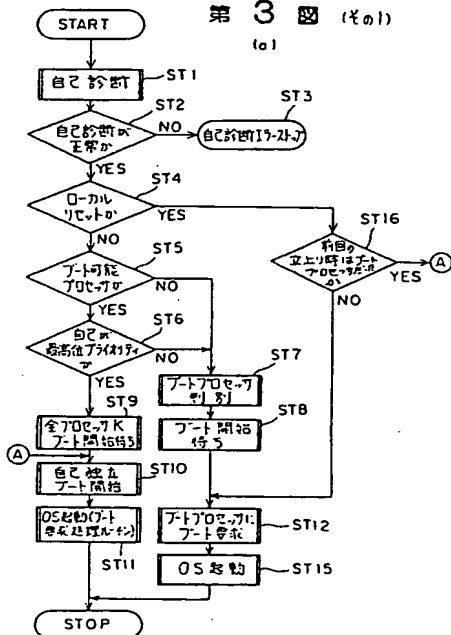 第 3 図 (その1)
(a)
START
自己診断
ST1
ST2
自己診断が
正常か
NO
ST3
自己診断エラーストップ
YES
ST4
ローカル
リセットか
YES
NO
ST16
前回の
立上り時はブート
プロセッサだった
か
YES
A
NO
ST5
ブート可能
プロセッサか
NO
YES
ST6
自己が
最高位プライオリティ
か
NO
YES
ST7
ブートプロセッサ
判別
ST8
ブート開始
待ち
ST9
全プロセッサK
ブート開始待ち
A
ST10
自己独立
ブート開始
ST12
ブートプロセッサに
ブート要求
OS起動(ブート
要求処理ルーチン)
ST11
ST15
OS起動
STOP